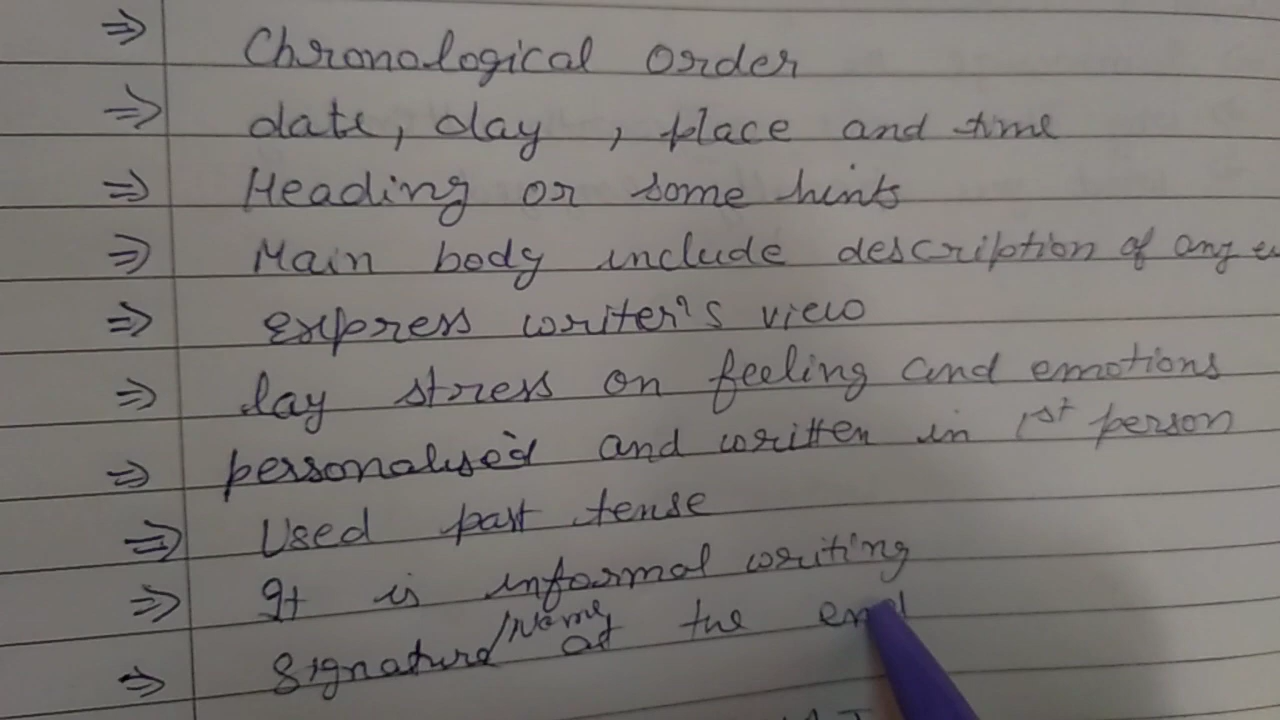 ⇒ Chronological order
⇒ date, day, place and time
⇒ Heading or some hints
⇒ Main body include description of any
⇒ express writer's view
⇒ lay stress on feeling and emotions
⇒ personalised and written in 1st person
⇒ Used past tense
⇒ It is informal writing
⇒ Signature/Name at the end